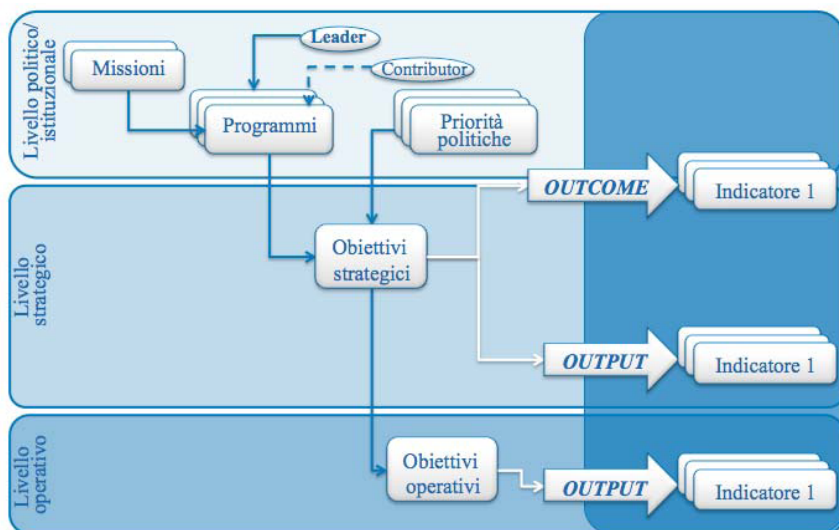 Livello politico/
istituzionale
Leader
Missioni
Contributor
Programmi
Priorità
politiche
OUTCOME
Indicatore 1
Livello
strategico
Obiettivi
strategici
OUTPUT
Indicatore 1
Livello
operativo
Obiettivi
operativi
OUTPUT
Indicatore 1